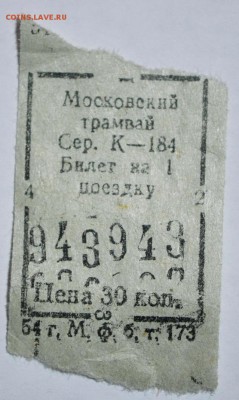 COINS.LAVE.RU
Московский
трамвай
Сер. К—184
Билет на 1
поездку
4 2
943943
Цена 30 коп.
8
54 г. М. ф. б. т. 173